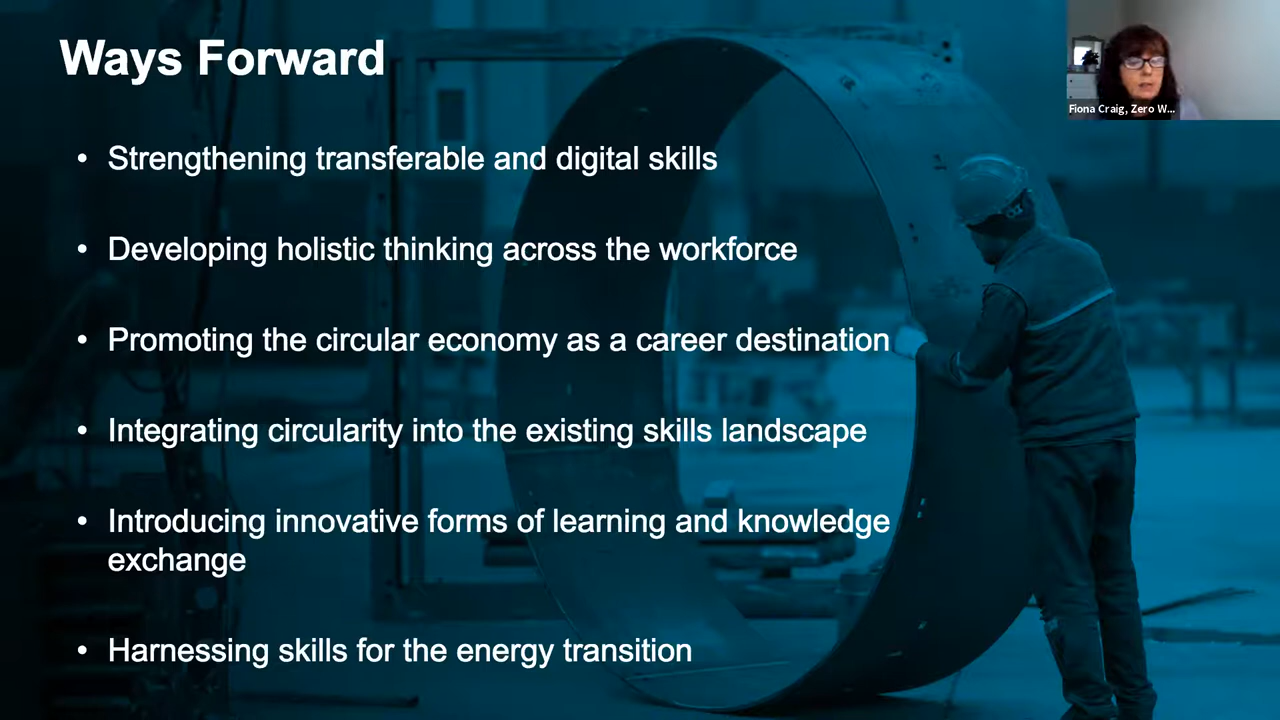 Ways Forward
Fiona Craig, Zero W...
• Strengthening transferable and digital skills
• Developing holistic thinking across the workforce
• Promoting the circular economy as a career destination
• Integrating circularity into the existing skills landscape
• Introducing innovative forms of learning and knowledge
exchange
• Harnessing skills for the energy transition